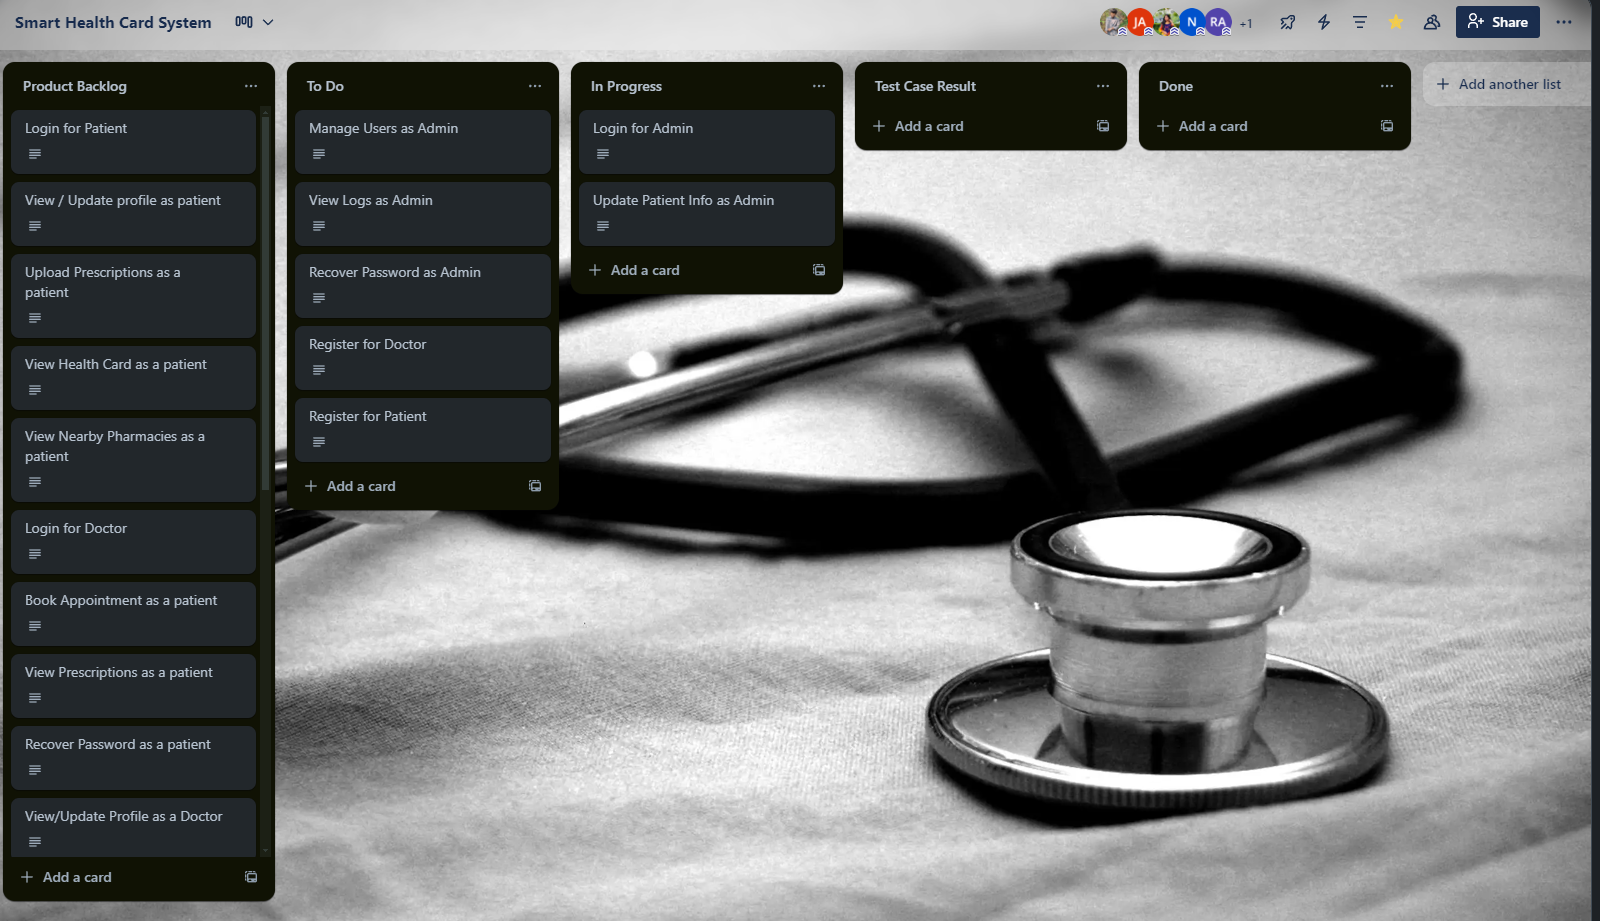 Smart Health Card System
JA
N
RA
+1
Share
Product Backlog
Login for Patient
View / Update profile as patient
Upload Prescriptions as a
patient
View Health Card as a patient
View Nearby Pharmacies as a
patient
Login for Doctor
Book Appointment as a patient
View Prescriptions as a patient
Recover Password as a patient
View/Update Profile as a Doctor
+ Add a card
To Do
Manage Users as Admin
View Logs as Admin
Recover Password as Admin
Register for Doctor
Register for Patient
+ Add a card
In Progress
Login for Admin
Update Patient Info as Admin
+ Add a card
Test Case Result
+ Add a card
Done
+ Add a card
+ Add another list